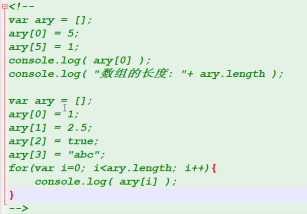 <!--
var ary = [];
ary[0] = 5;
ary[5] = 1;
console.log( ary[0] );
console.log( "数组的长度: "+ ary.length );
var ary = [];
ary[0] = 1;
ary[1] = 2.5;
ary[2] = true;
ary[3] = "abc";
for(var i=0; i<ary.length; i++){
console.log( ary[i] );
}
-->